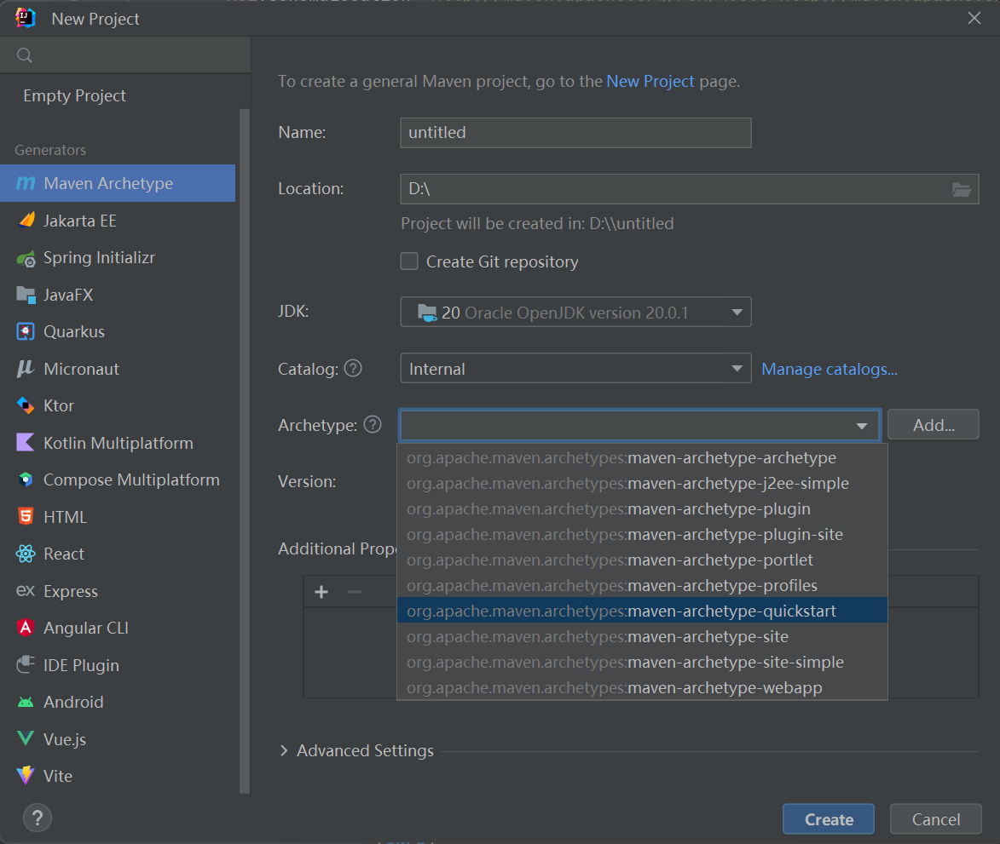 New Project
Empty Project
Generators
Maven Archetype
Jakarta EE
Spring Initializr
JavaFX
Quarkus
Micronaut
Ktor
Kotlin Multiplatform
Compose Multiplatform
HTML
React
ex Express
Angular CLI
IDE Plugin
Android
Vue.js
Vite
?
To create a general Maven project, go to the New Project page.
Name: untitled
Location: D:\
Project will be created in: D:\\untitled
Create Git repository
JDK: 20 Oracle OpenJDK version 20.0.1
Catalog: ? Internal Manage catalogs...
Archetype: ? Add...
org.apache.maven.archetypes:maven-archetype-archetype
org.apache.maven.archetypes:maven-archetype-j2ee-simple
Version:
org.apache.maven.archetypes:maven-archetype-plugin
org.apache.maven.archetypes:maven-archetype-plugin-site
Additional Prop
org.apache.maven.archetypes:maven-archetype-portlet
org.apache.maven.archetypes:maven-archetype-profiles
org.apache.maven.archetypes:maven-archetype-quickstart
org.apache.maven.archetypes:maven-archetype-site
org.apache.maven.archetypes:maven-archetype-site-simple
org.apache.maven.archetypes:maven-archetype-webapp
Advanced Settings
Create Cancel